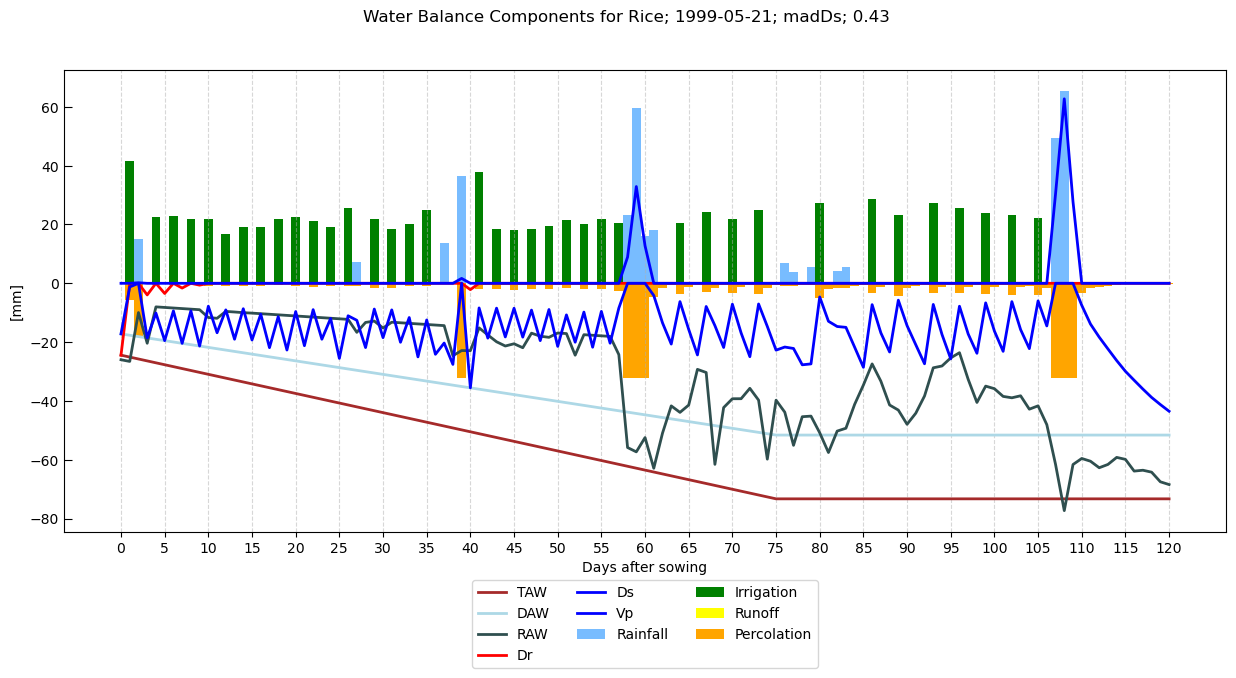 Water Balance Components for Rice; 1999-05-21; madDs; 0.43
60
40
20
0
−20
−40
−60
−80
[mm]
0 5 10 15 20 25 30 35 40 45 50 55 60 65 70 75 80 85 90 95 100 105 110 115 120
Days after sowing
TAW Ds Irrigation
DAW Vp Runoff
RAW Rainfall Percolation
Dr